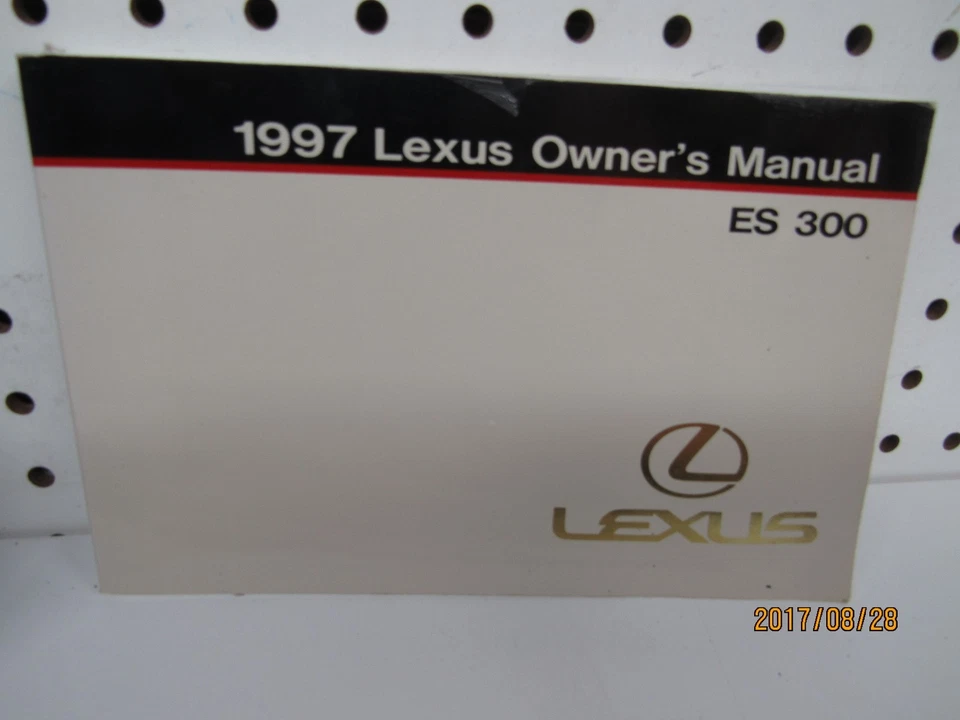 1997 Lexus Owner's Manual
ES 300
LEXUS
2017/08/28